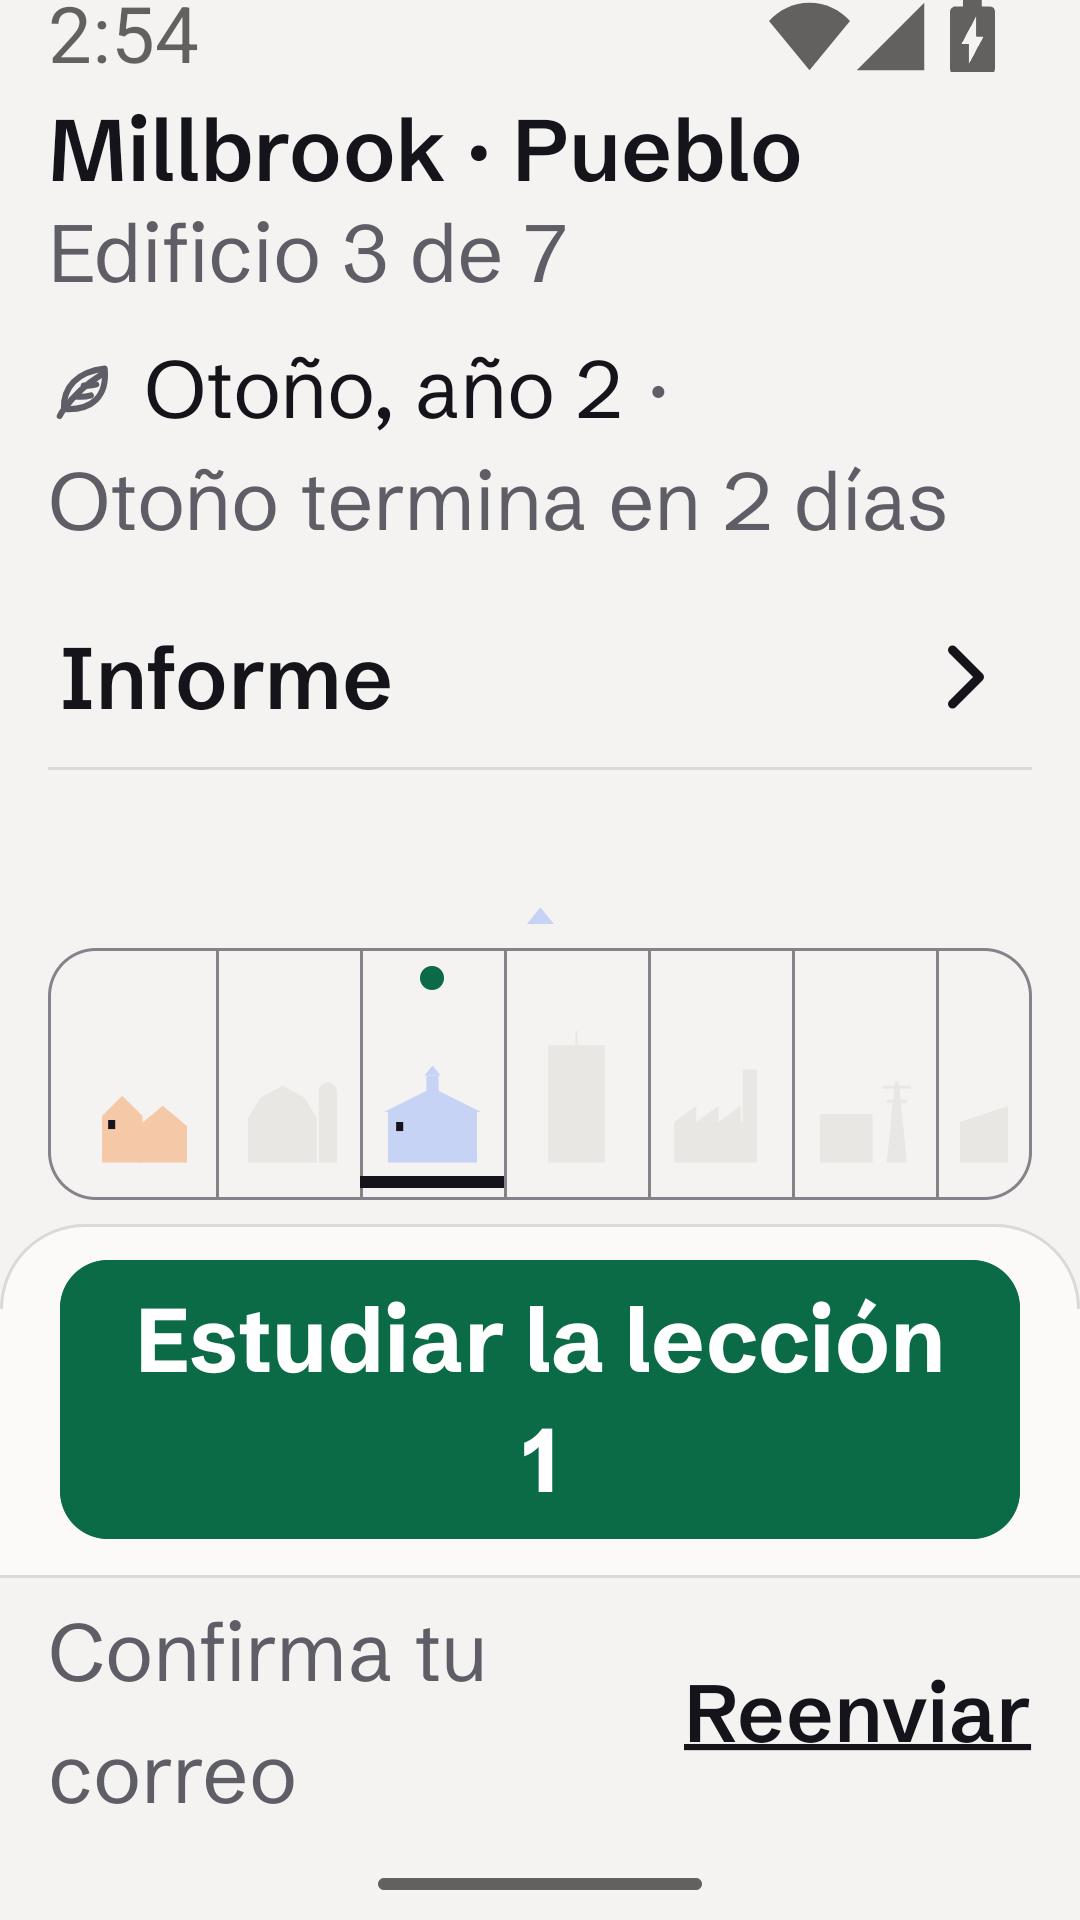 2:54
Millbrook · Pueblo
Edificio 3 de 7
Otoño, año 2 ·
Otoño termina en 2 días
Informe
Estudiar la lección
1
Confirma tu
correo
Reenviar